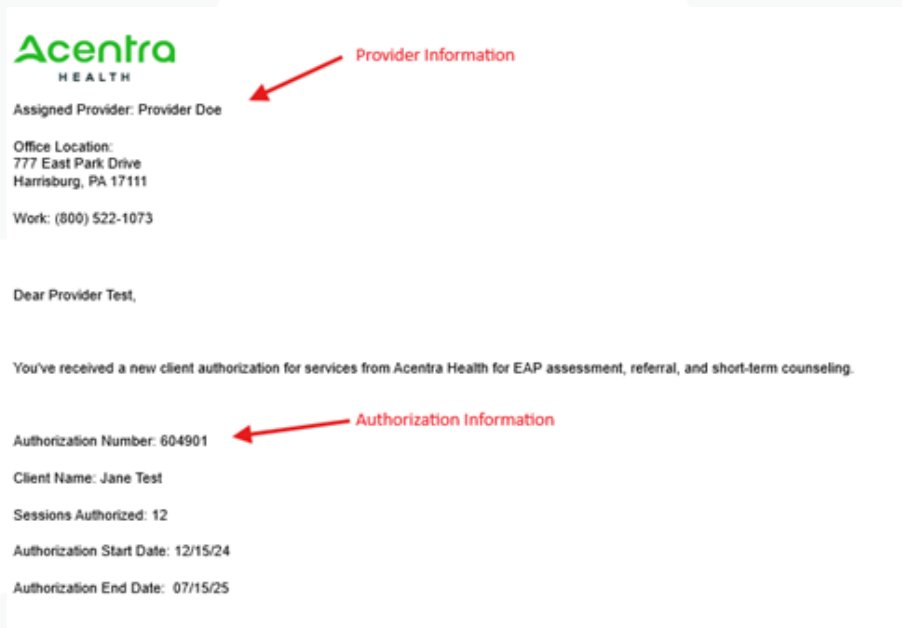 Acentra
HEALTH
Provider Information
Assigned Provider: Provider Doe
Office Location:
777 East Park Drive
Harrisburg, PA 17111
Work: (800) 522-1073
Dear Provider Test,
You've received a new client authorization for services from Acentra Health for EAP assessment, referral, and short-term counseling.
Authorization Information
Authorization Number: 604901
Client Name: Jane Test
Sessions Authorized: 12
Authorization Start Date: 12/15/24
Authorization End Date: 07/15/25